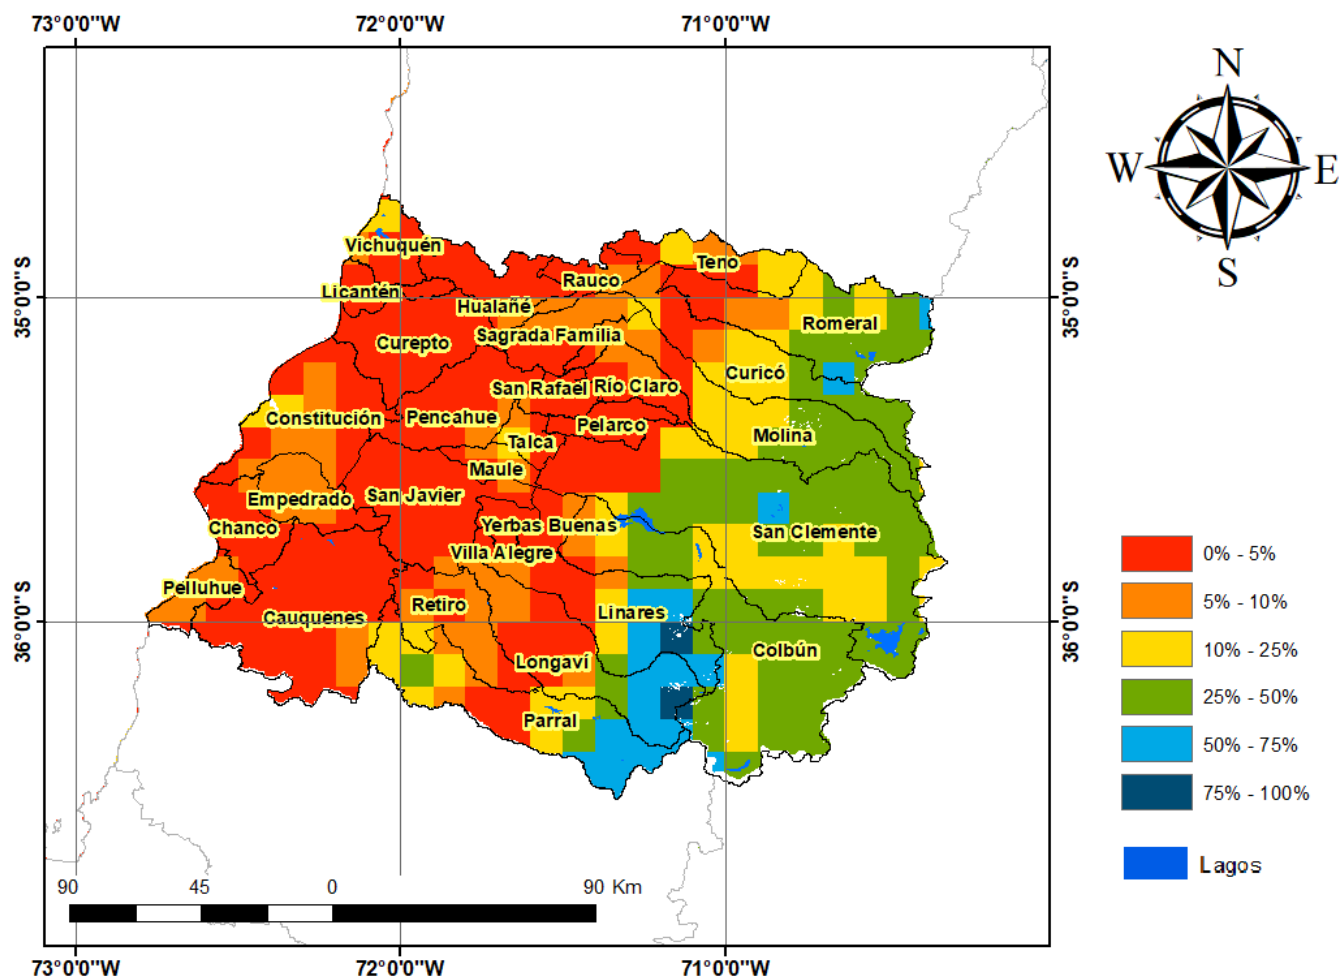 73°0'0"W 72°0'0"W 71°0'0"W
N
W E
S
Vichuquén
Teno
Rauco
Licantén
35°0'0"S 35°0'0"S
Hualañé
Romeral
Sagrada Familia
Curepto
Curicó
San Rafael Río Claro
Constitución Pencahue
Pelarco
Molina
Talca
Maule
Empedrado San Javier
Chanco Yerbas Buenas San Clemente
Villa Alegre
0% - 5%
Pelluhue
5% - 10%
Retiro
Linares
Cauquenes
36°0'0"S 36°0'0"S
10% - 25%
Colbún
Longaví
25% - 50%
Parral
50% - 75%
75% - 100%
Lagos
90 45 0 90 Km
73°0'0"W 72°0'0"W 71°0'0"W